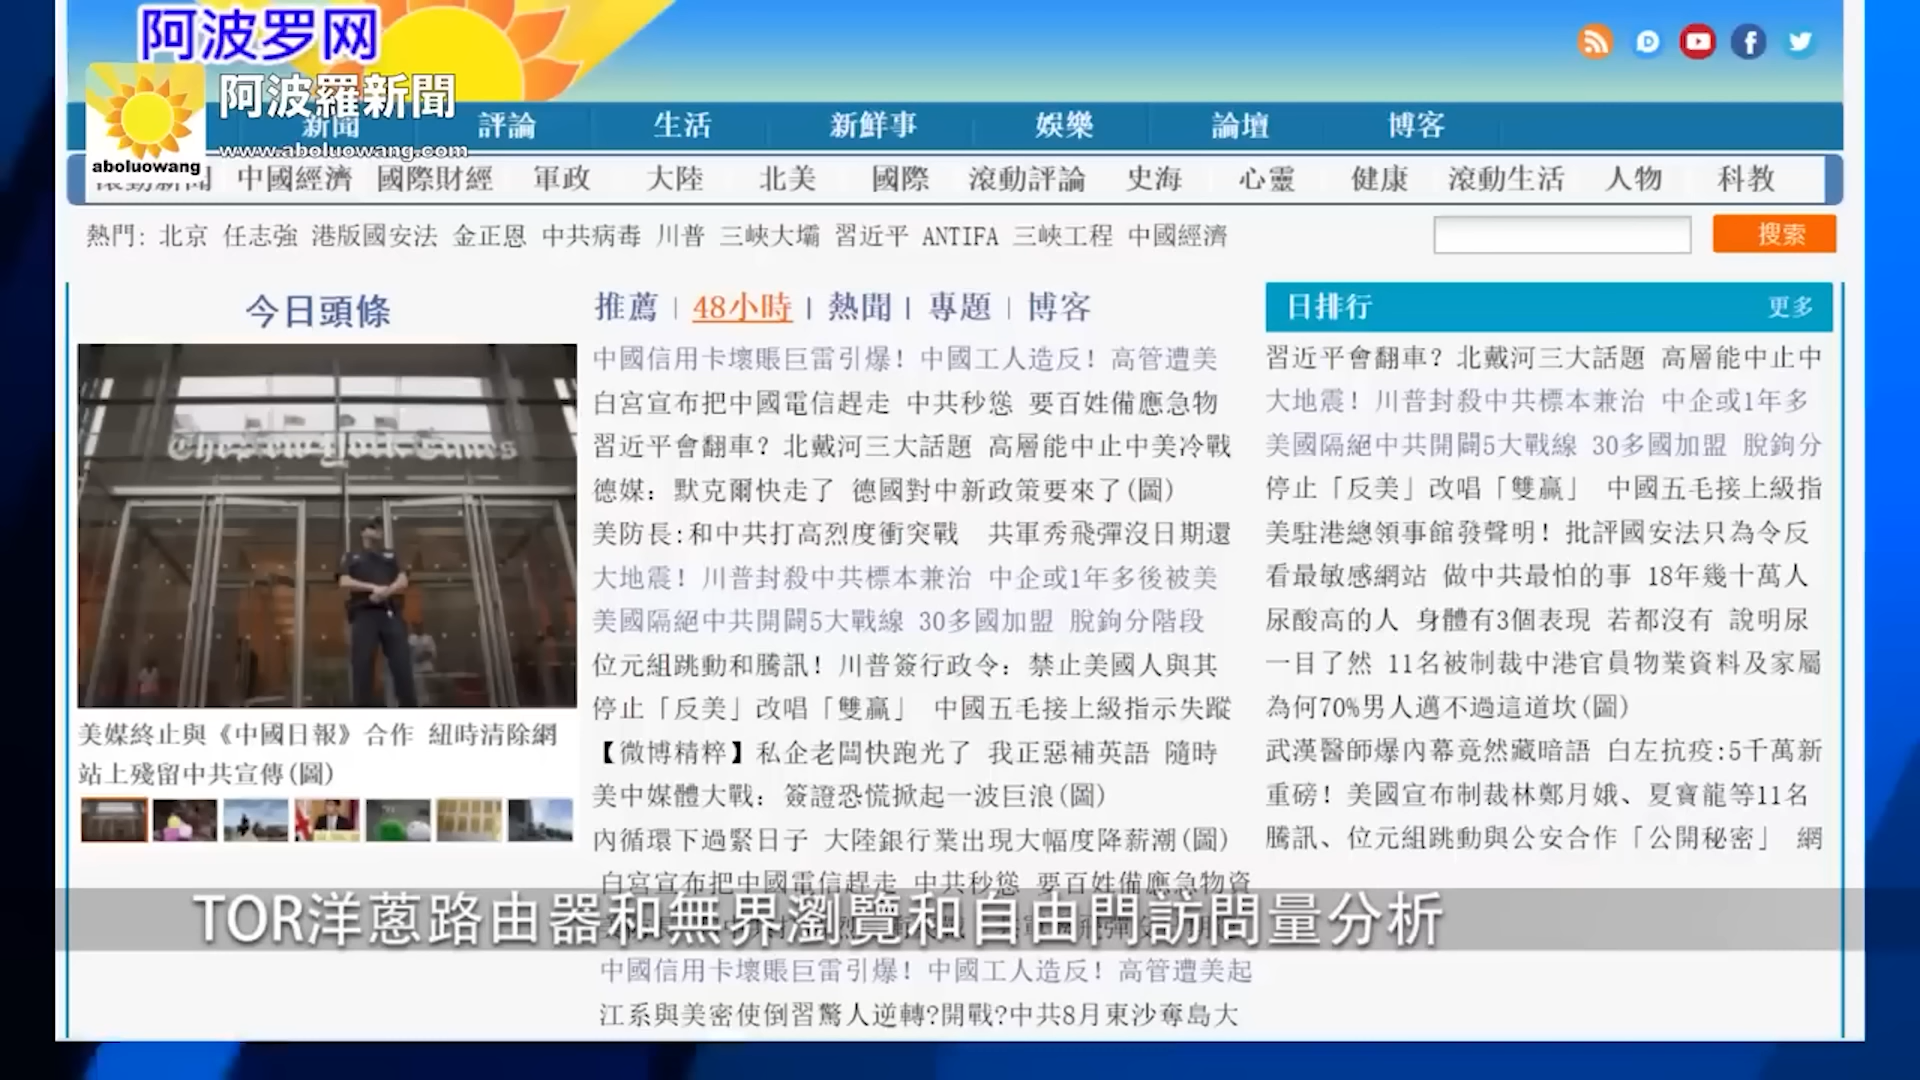 阿波罗网
阿波羅新聞
www.aboluowang.com
aboluowang
新聞 評論 生活 新鮮事 娛樂 論壇 博客
滾動新聞 中國經濟 國際財經 軍政 大陸 北美 國際 滾動評論 史海 心靈 健康 滾動生活 人物 科教
熱門: 北京 任志強 港版國安法 金正恩 中共病毒 川普 三峽大壩 習近平 ANTIFA 三峽工程 中國經濟
搜索
今日頭條
The New York Times
美媒終止與《中國日報》合作 紐時清除網
站上殘留中共宣傳(圖)
推薦 | 48小時 | 熱聞 | 專題 | 博客
中國信用卡壞賬巨雷引爆! 中國工人造反! 高管遭美
白宮宣布把中國電信趕走 中共秒慫 要百姓備應急物
習近平會翻車? 北戴河三大話題 高層能中止中美冷戰
德媒: 默克爾快走了 德國對中新政策要來了(圖)
美防長:和中共打高烈度衝突戰 共軍秀飛彈沒日期還
大地震! 川普封殺中共標本兼治 中企或1年多後被美
美國隔絕中共開闢5大戰線 30多國加盟 脫鉤分階段
位元組跳動和騰訊! 川普簽行政令: 禁止美國人與其
停止「反美」改唱「雙贏」 中國五毛接上級指示失蹤
【微博精粹】私企老闆快跑光了 我正惡補英語 隨時
美中媒體大戰: 簽證恐慌掀起一波巨浪(圖)
內循環下過緊日子 大陸銀行業出現大幅度降薪潮(圖)
白宮宣布把中國電信趕走 中共秒慫 要百姓備應急物資
中國信用卡壞賬巨雷引爆! 中國工人造反! 高管遭美起
江系與美密使倒習驚人逆轉?開戰?中共8月東沙奪島大
日排行 更多
習近平會翻車? 北戴河三大話題 高層能中止中
大地震! 川普封殺中共標本兼治 中企或1年多
美國隔絕中共開闢5大戰線 30多國加盟 脫鉤分
停止「反美」改唱「雙贏」 中國五毛接上級指
美駐港總領事館發聲明! 批評國安法只為令反
看最敏感網站 做中共最怕的事 18年幾十萬人
尿酸高的人 身體有3個表現 若都沒有 說明尿
一目了然 11名被制裁中港官員物業資料及家屬
為何70%男人邁不過這道坎(圖)
武漢醫師爆內幕竟然藏暗語 白左抗疫:5千萬新
重磅! 美國宣布制裁林鄭月娥、夏寶龍等11名
騰訊、位元組跳動與公安合作「公開秘密」 網
TOR洋蔥路由器和無界瀏覽和自由門訪問量分析